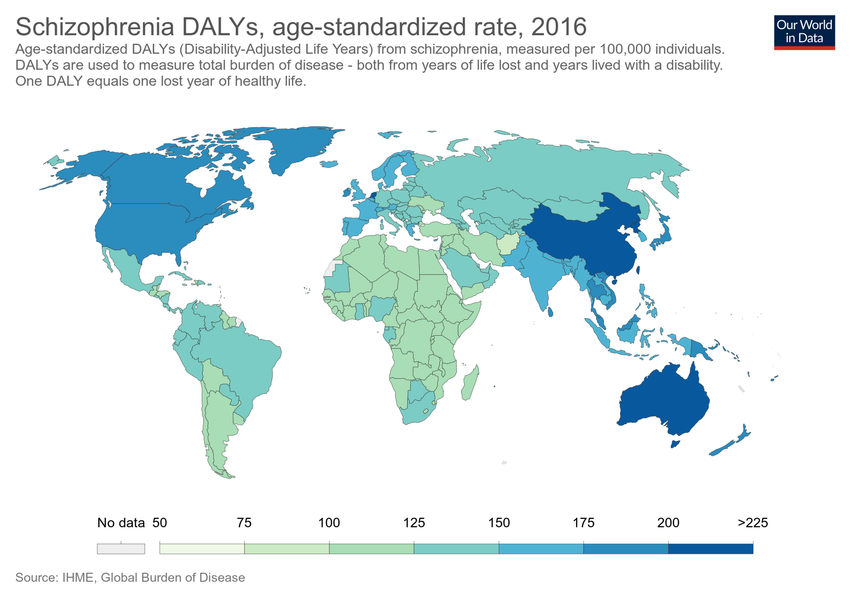 Schizophrenia DALYs, age-standardized rate, 2016
Our World
in Data
Age-standardized DALYs (Disability-Adjusted Life Years) from schizophrenia, measured per 100,000 individuals.
DALYs are used to measure total burden of disease - both from years of life lost and years lived with a disability.
One DALY equals one lost year of healthy life.
No data 50 75 100 125 150 175 200 >225
Source: IHME, Global Burden of Disease